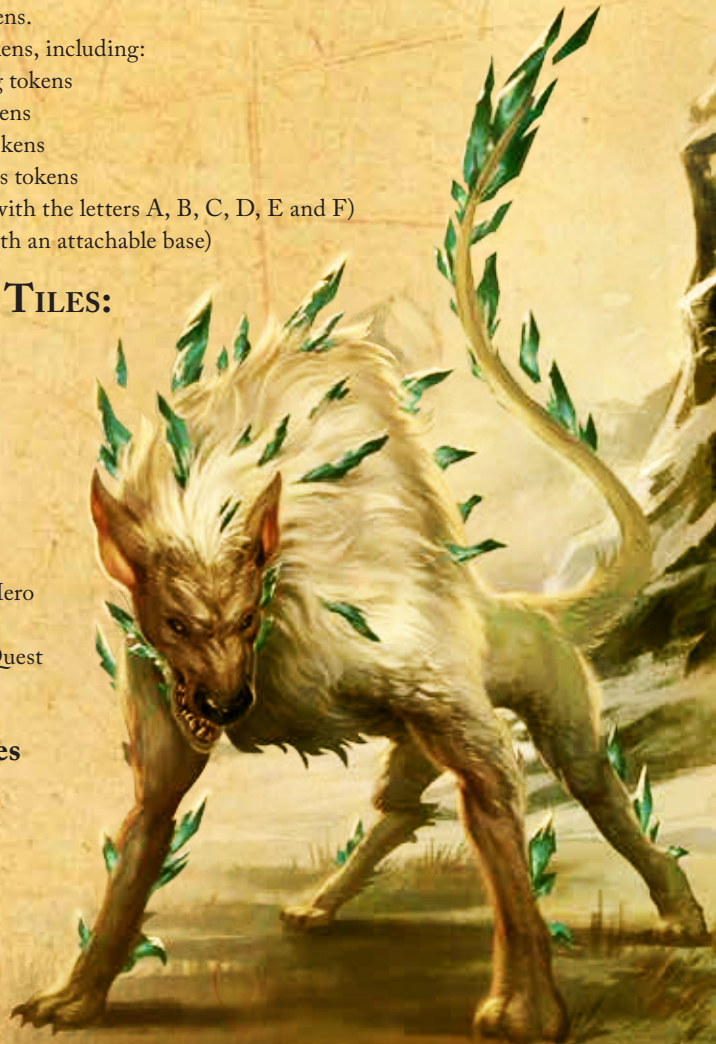 ens.
kens, including:
g tokens
ens
kens
s tokens
with the letters A, B, C, D, E and F)
th an attachable base)
TILES:
Hero
Quest
es